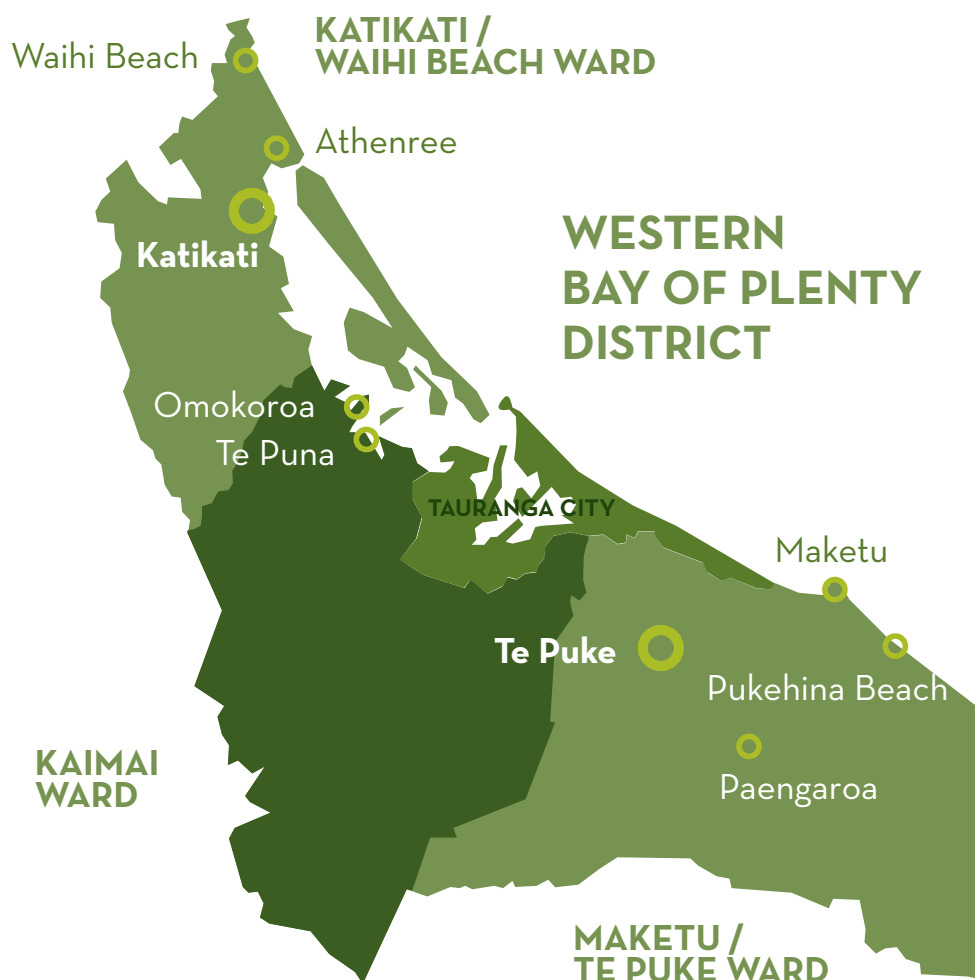 KATIKATI /
WAIHI BEACH WARD
Waihi Beach
Athenree
Katikati
WESTERN
BAY OF PLENTY
DISTRICT
Omokoroa
Te Puna
TAURANGA CITY
Maketu
Te Puke
Pukehina Beach
KAIMAI
WARD
Paengaroa
MAKETU /
TE PUKE WARD